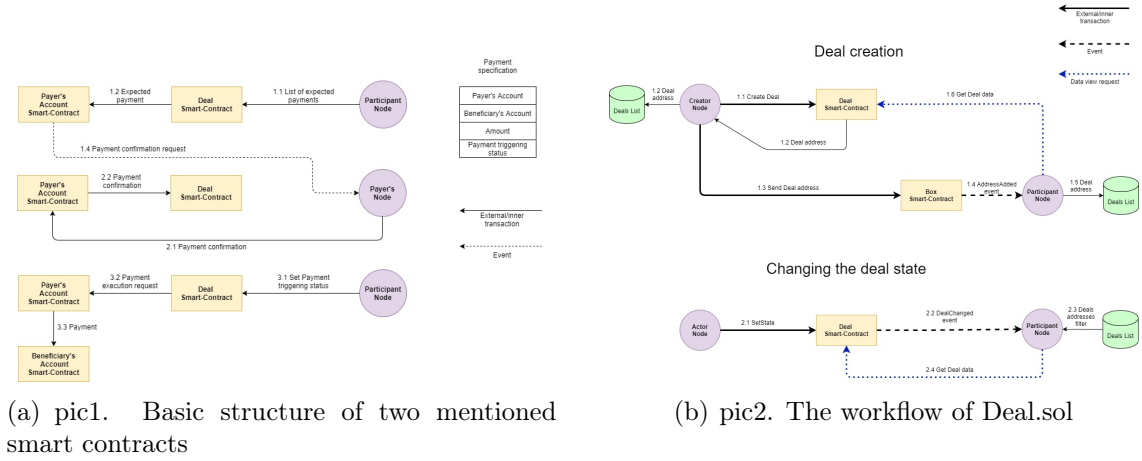 Payment
specification
Payer's Account
Beneficiary's Account
Amount
Payment triggering
status
Payer's
Account
Smart-Contract
1.2 Expected
payment
Deal
Smart-Contract
1.1 List of expected
payments
Participant
Node
1.4 Payment confirmation request
Payer's
Account
Smart-Contract
2.2 Payment
confirmation
Deal
Smart-Contract
Payer's
Node
2.1 Payment confirmation
External/inner
transaction
Event
Payer's
Account
Smart-Contract
3.2 Payment
execution request
Deal
Smart-Contract
3.1 Set Payment
triggering status
Participant
Node
3.3 Payment
Beneficiary's
Account
Smart-Contract
(a) pic1. Basic structure of two mentioned
smart contracts
External/inner
transaction
Event
Data view request
Deal creation
Deals List
1.2 Deal
address
Creator
Node
1.1 Create Deal
Deal
Smart-Contract
1.6 Get Deal data
1.2 Deal address
1.3 Send Deal address
Box
Smart-Contract
1.4 AddressAdded
event
Participant
Node
1.5 Deal
address
Deals List
Changing the deal state
Actor
Node
2.1 SetState
Deal
Smart-Contract
2.2 DealChanged
event
Participant
Node
2.3 Deals
addresses
filter
Deals List
2.4 Get Deal data
(b) pic2. The workflow of Deal.sol